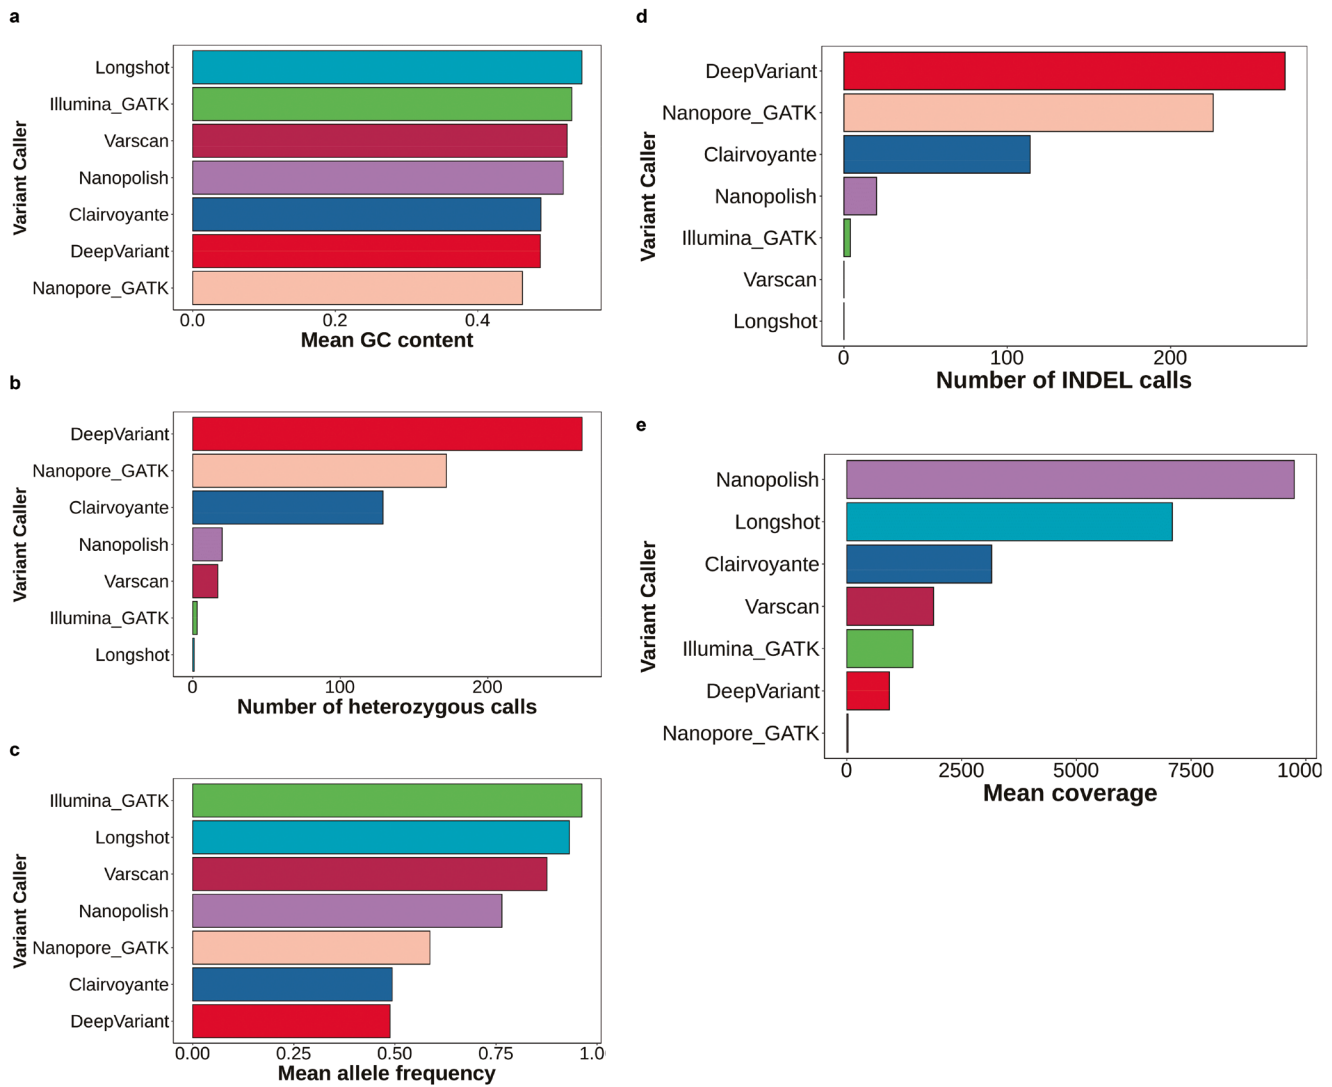 a
Variant Caller
Longshot
Illumina_GATK
Varscan
Nanopolish
Clairvoyante
DeepVariant
Nanopore_GATK
0.0 0.2 0.4
Mean GC content
b
Variant Caller
DeepVariant
Nanopore_GATK
Clairvoyante
Nanopolish
Varscan
Illumina_GATK
Longshot
0 100 200
Number of heterozygous calls
c
Variant Caller
Illumina_GATK
Longshot
Varscan
Nanopolish
Nanopore_GATK
Clairvoyante
DeepVariant
0.00 0.25 0.50 0.75 1.0
Mean allele frequency
d
Variant Caller
DeepVariant
Nanopore_GATK
Clairvoyante
Nanopolish
Illumina_GATK
Varscan
Longshot
0 100 200
Number of INDEL calls
e
Variant Caller
Nanopolish
Longshot
Clairvoyante
Varscan
Illumina_GATK
DeepVariant
Nanopore_GATK
0 2500 5000 7500 1000
Mean coverage